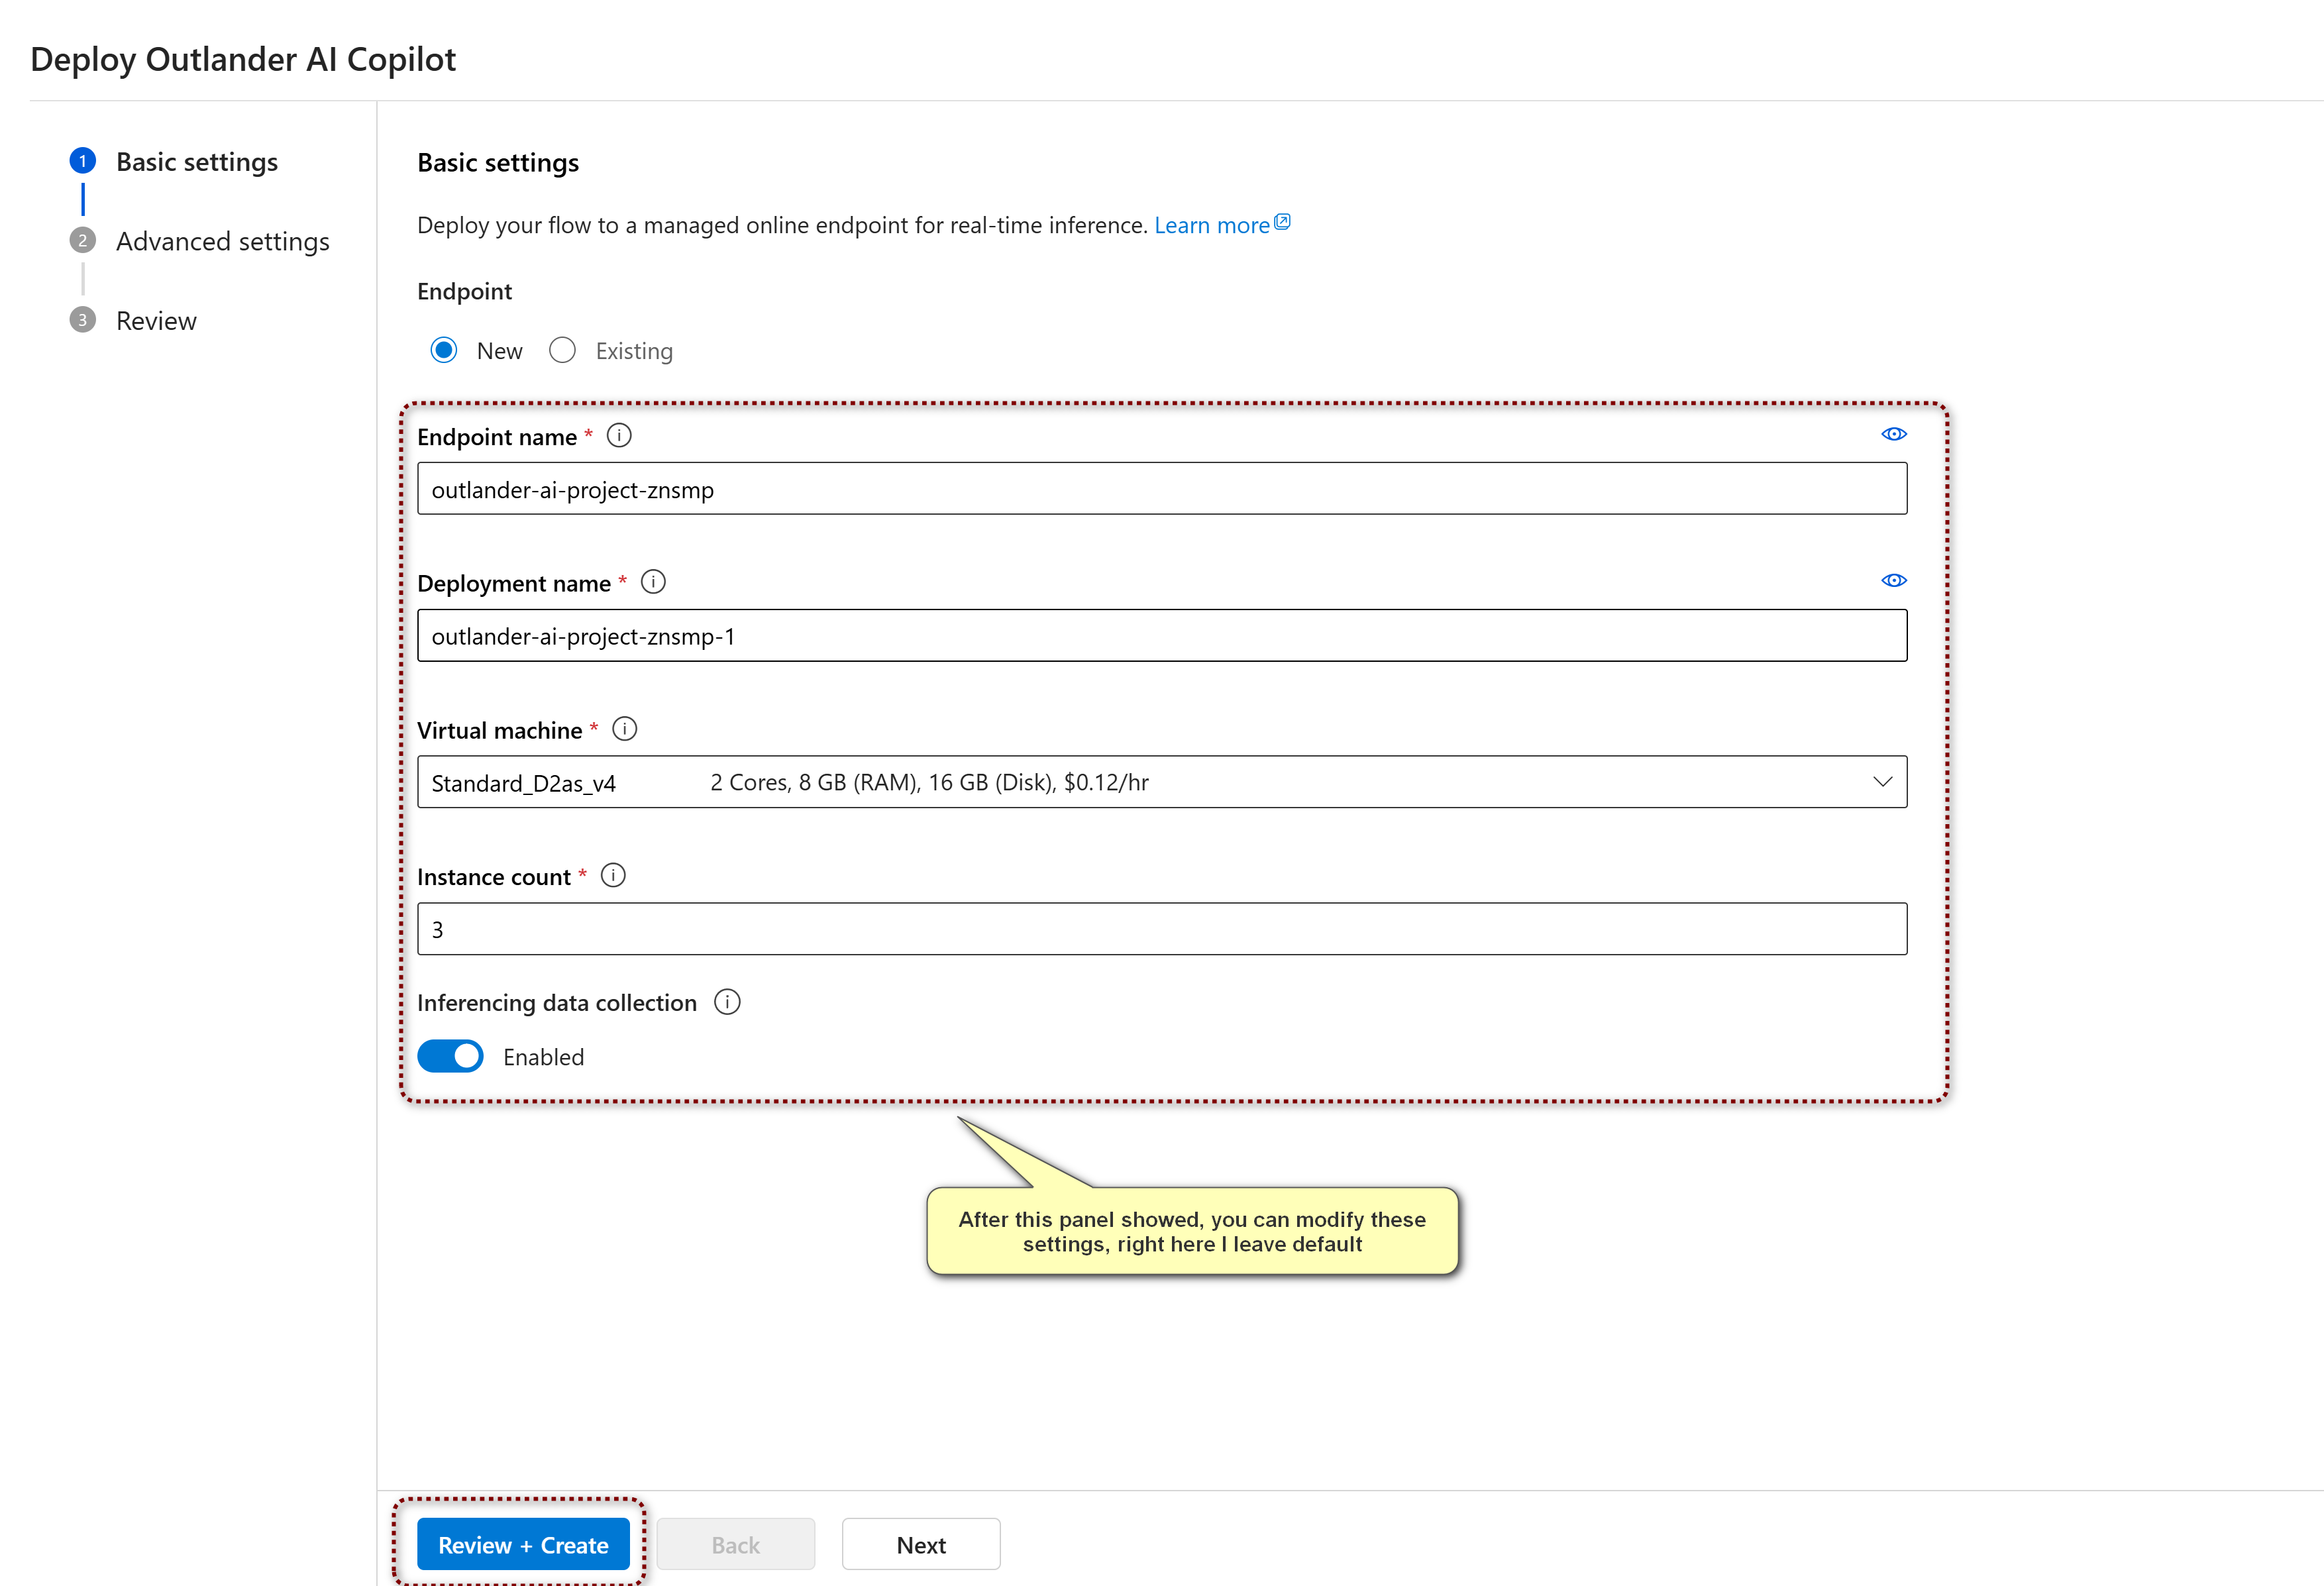 Deploy Outlander AI Copilot
1 Basic settings
2 Advanced settings
3 Review
Basic settings
Deploy your flow to a managed online endpoint for real-time inference. Learn more
Endpoint
New Existing
Endpoint name * i
outlander-ai-project-znsmp
Deployment name * i
outlander-ai-project-znsmp-1
Virtual machine * i
Standard_D2as_v4 2 Cores, 8 GB (RAM), 16 GB (Disk), $0.12/hr
Instance count * i
3
Inferencing data collection i
Enabled
After this panel showed, you can modify these
settings, right here I leave default
Review + Create Back Next